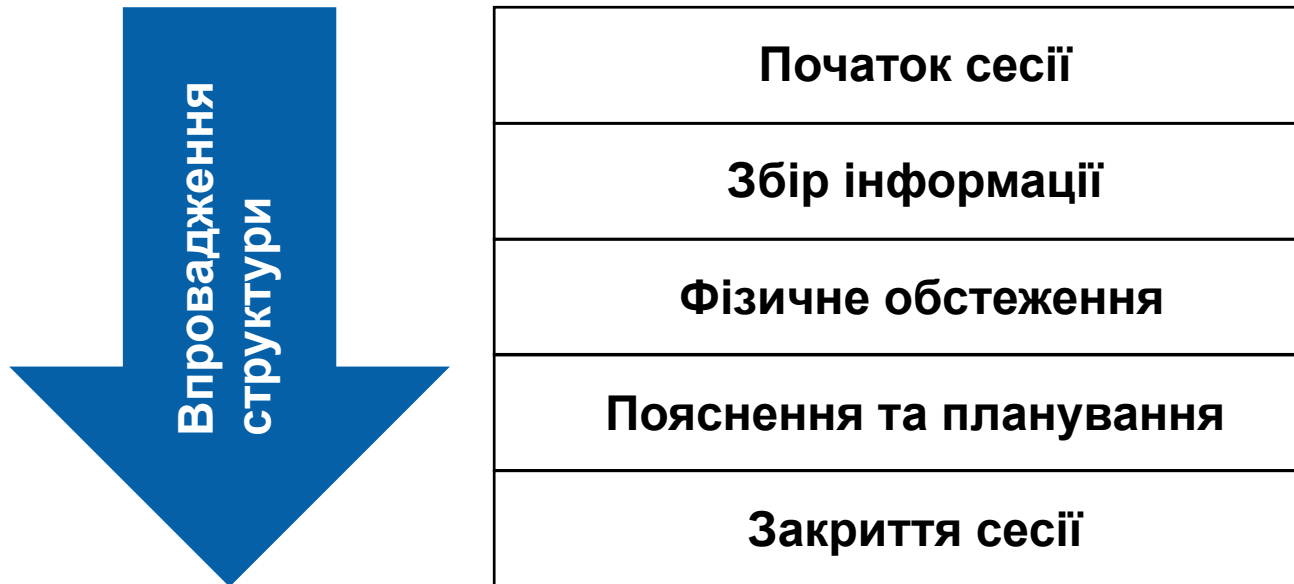 Впровадження
структури
Початок сесії
Збір інформації
Фізичне обстеження
Пояснення та планування
Закриття сесії